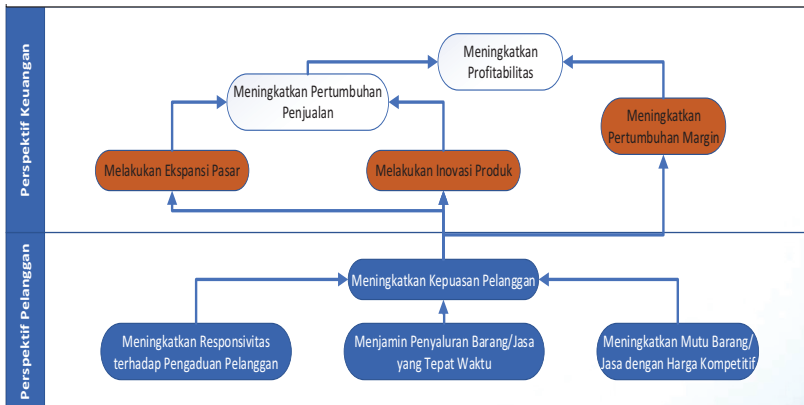 Perspektif Keuangan
Meningkatkan
Profitabilitas
Meningkatkan Pertumbuhan
Penjualan
Meningkatkan
Pertumbuhan Margin
Melakukan Ekspansi Pasar
Melakukan Inovasi Produk
Perspektif Pelanggan
Meningkatkan Kepuasan Pelanggan
Meningkatkan Responsivitas
terhadap Pengaduan Pelanggan
Menjamin Penyaluran Barang/Jasa
yang Tepat Waktu
Meningkatkan Mutu Barang/
Jasa dengan Harga Kompetitif